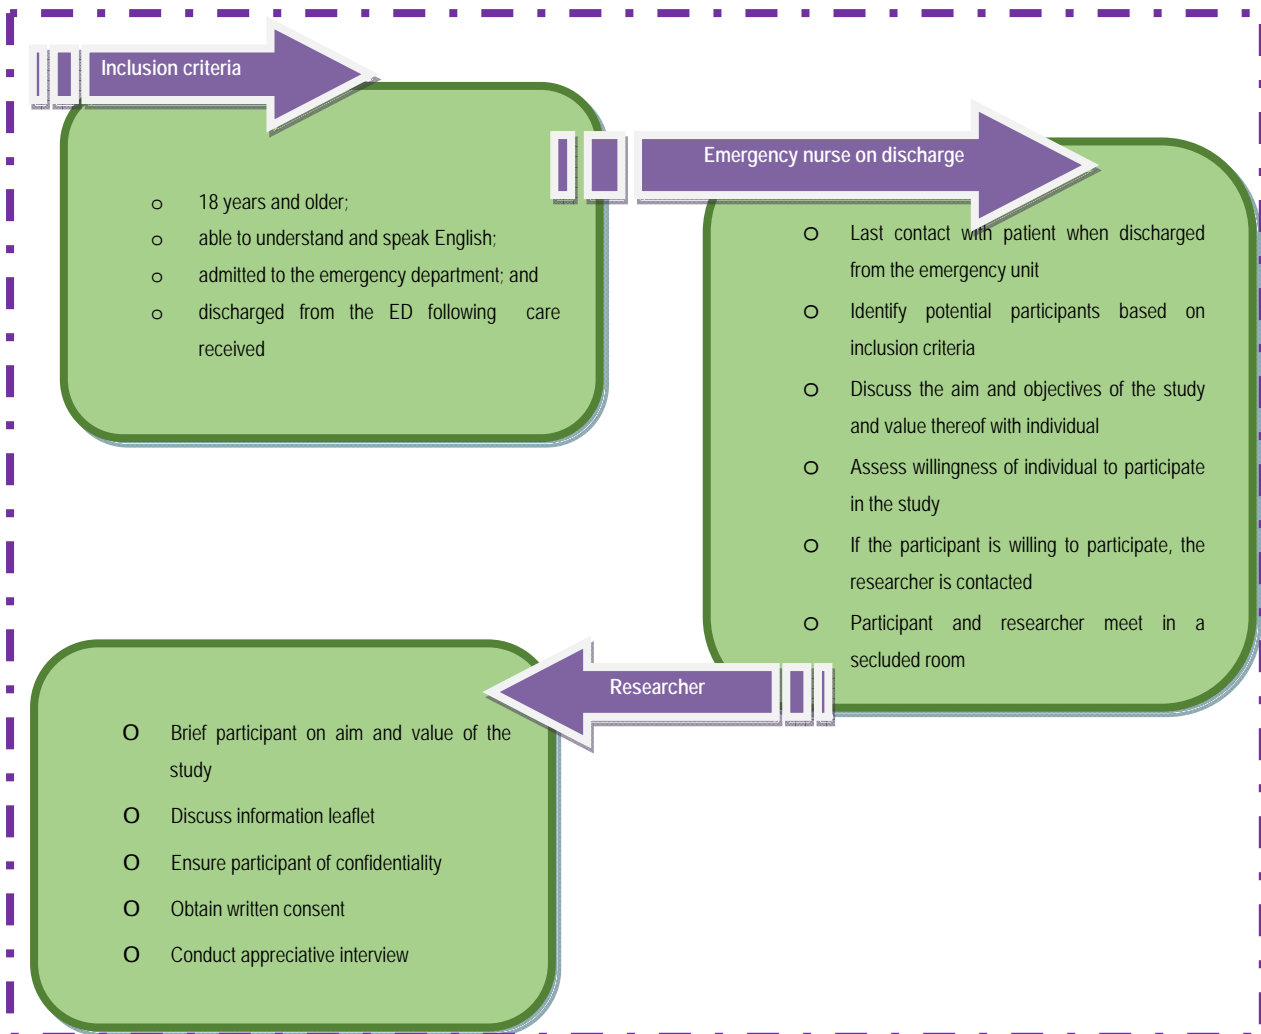 Inclusion criteria
o 18 years and older;
o able to understand and speak English;
o admitted to the emergency department; and
o discharged from the ED following care
received
Emergency nurse on discharge
o Last contact with patient when discharged
from the emergency unit
o Identify potential participants based on
inclusion criteria
o Discuss the aim and objectives of the study
and value thereof with individual
o Assess willingness of individual to participate
in the study
o If the participant is willing to participate, the
researcher is contacted
o Participant and researcher meet in a
secluded room
Researcher
o Brief participant on aim and value of the
study
o Discuss information leaflet
o Ensure participant of confidentiality
o Obtain written consent
o Conduct appreciative interview